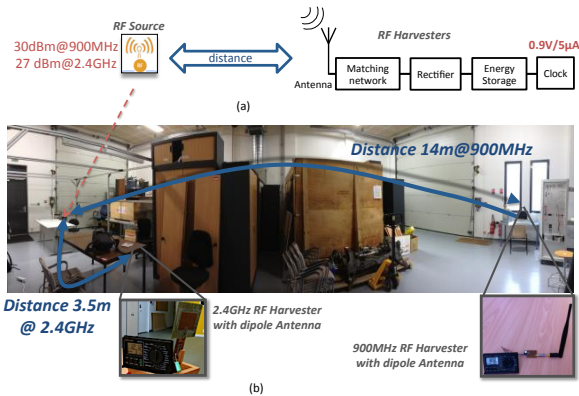 RF Source
30dBm@900MHz
27 dBm@2.4GHz
RF
distance
RF Harvesters
0.9V/5µA
Antenna
Matching
network
Rectifier
Energy
Storage
Clock
(a)
Distance 14m@900MHz
Distance 3.5m
@ 2.4GHz
2.4GHz RF Harvester
with dipole Antenna
900MHz RF Harvester
with dipole Antenna
(b)